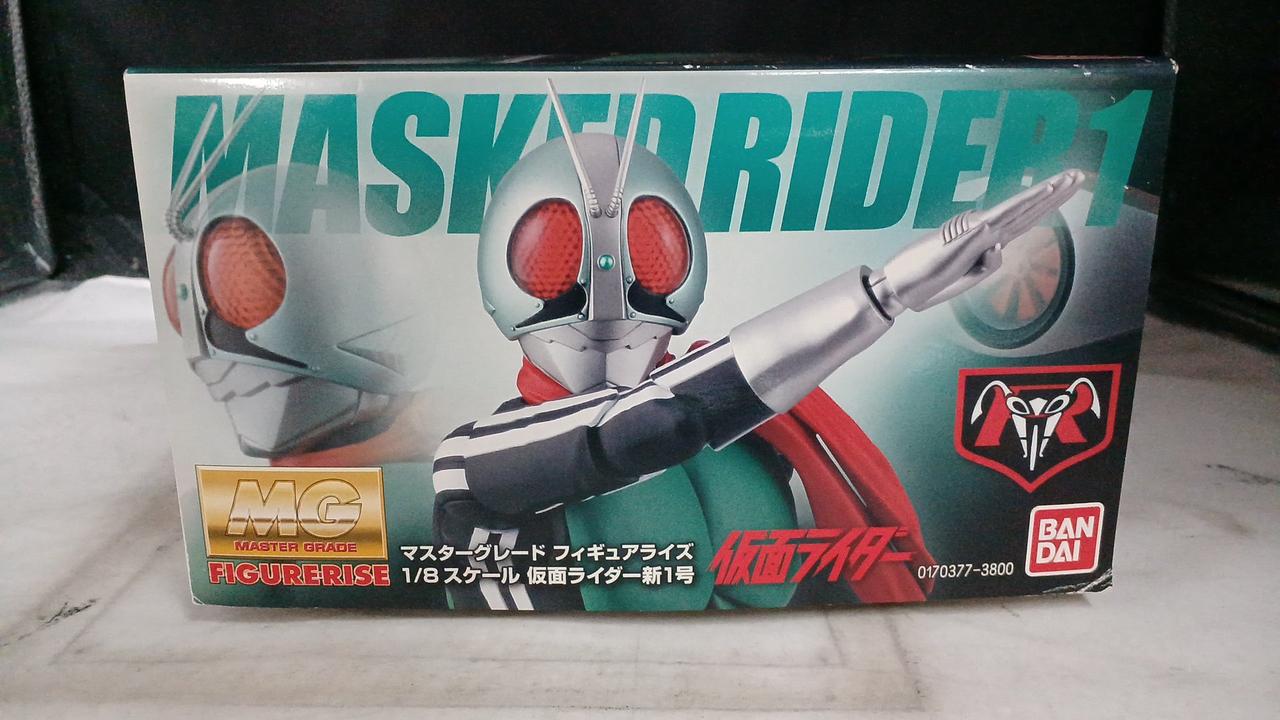 MASKED RIDER 1
MG
MASTER GRADE
FIGURERISE
マスターグレード フィギュアライズ
1/8 スケール 仮面ライダー新1号
仮面ライダー
0170377-3800
BAN
DAI